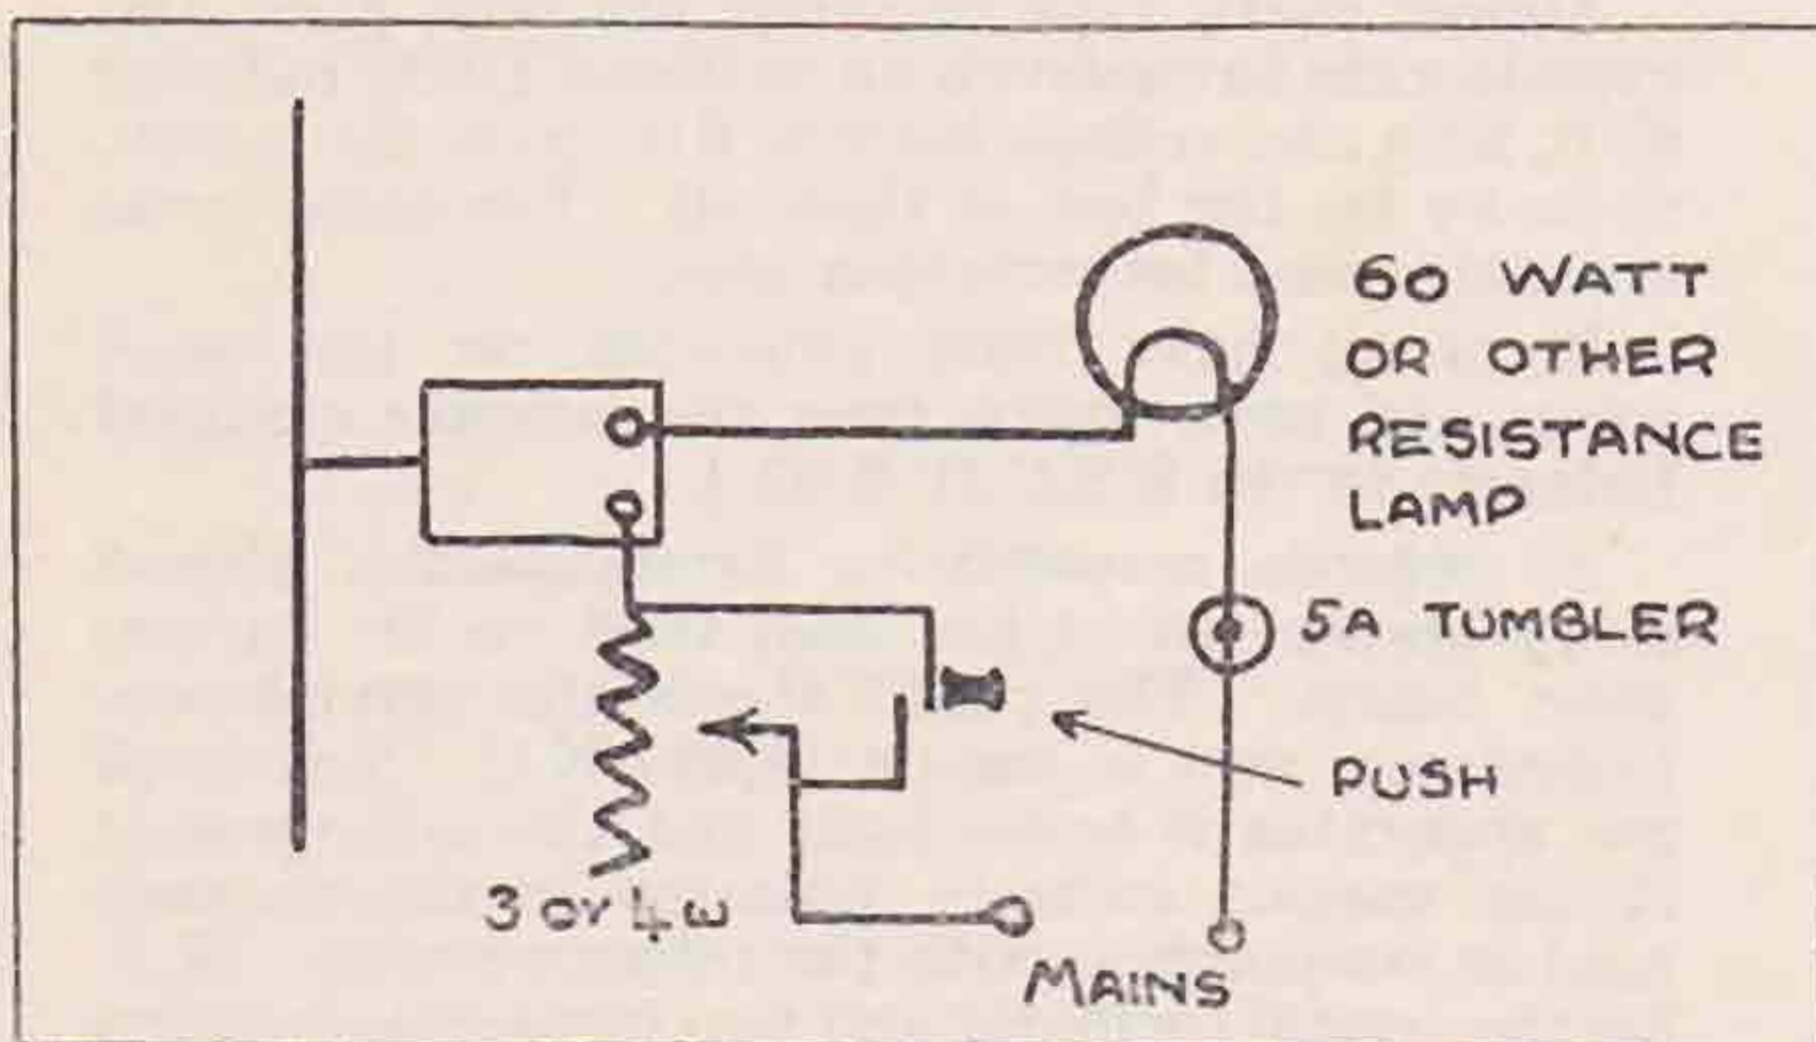 60 WATT
OR OTHER
RESISTANCE
LAMP
5A TUMBLER
PUSH
3 or 4 ω
MAINS